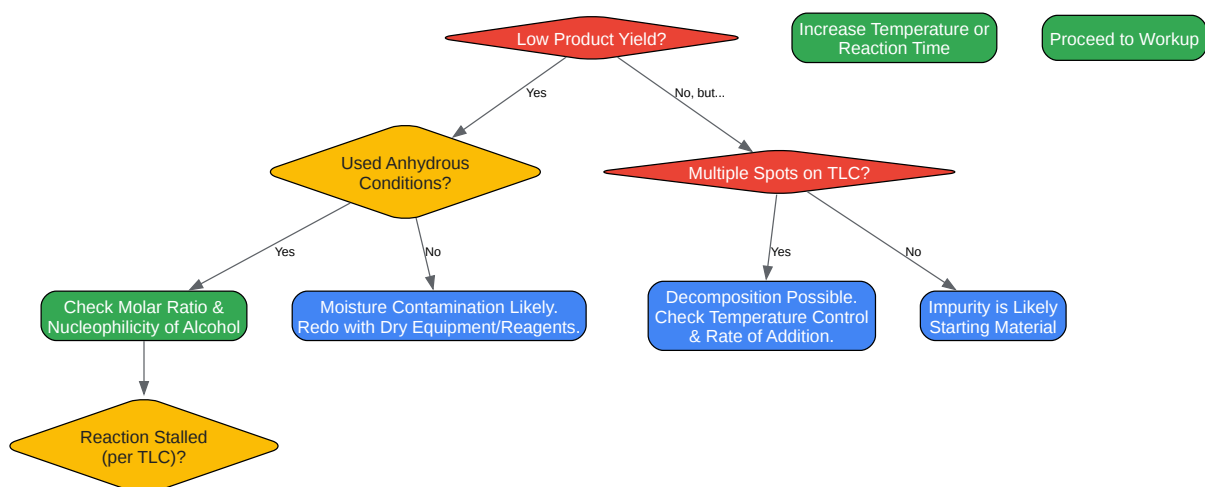 Low Product Yield?
Increase Temperature or
Reaction Time
Proceed to Workup
Yes
No, but...
Used Anhydrous
Conditions?
Multiple Spots on TLC?
Yes
No
Yes
No
Check Molar Ratio &
Nucleophilicity of Alcohol
Moisture Contamination Likely.
Redo with Dry Equipment/Reagents.
Decomposition Possible.
Check Temperature Control
& Rate of Addition.
Impurity is Likely
Starting Material
Reaction Stalled
(per TLC)?